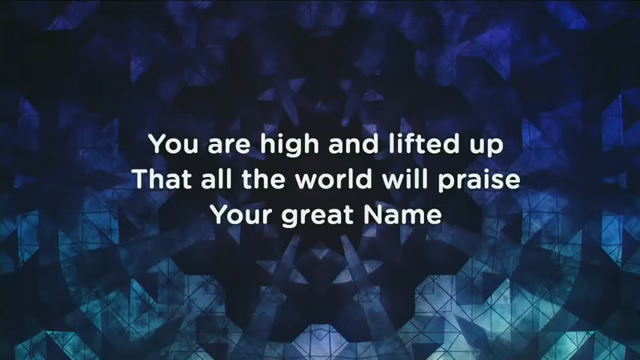 You are high and lifted up
That all the world will praise
Your great Name